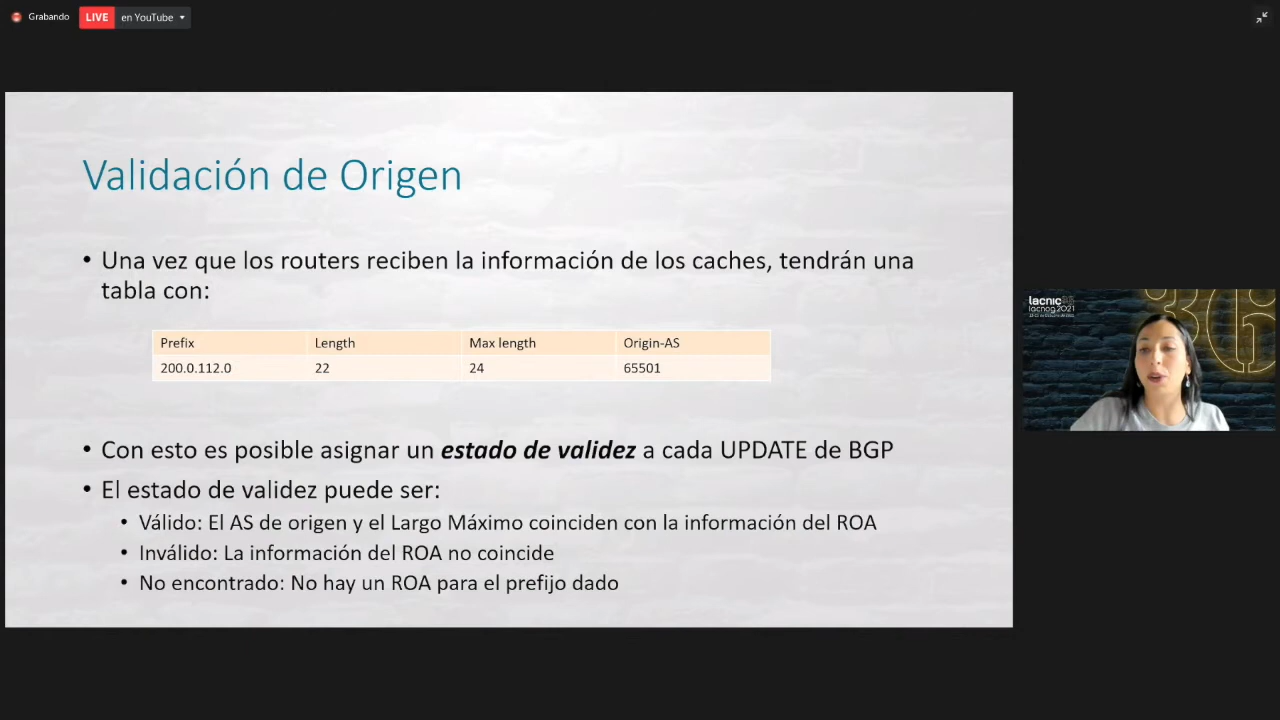 Grabando
LIVE en YouTube
Validación de Origen
• Una vez que los routers reciben la información de los caches, tendrán una
tabla con:
Prefix Length Max length Origin-AS
200.0.112.0 22 24 65501
• Con esto es posible asignar un estado de validez a cada UPDATE de BGP
• El estado de validez puede ser:
• Válido: El AS de origen y el Largo Máximo coinciden con la información del ROA
• Inválido: La información del ROA no coincide
• No encontrado: No hay un ROA para el prefijo dado
lacnic36
lacnog2021
36